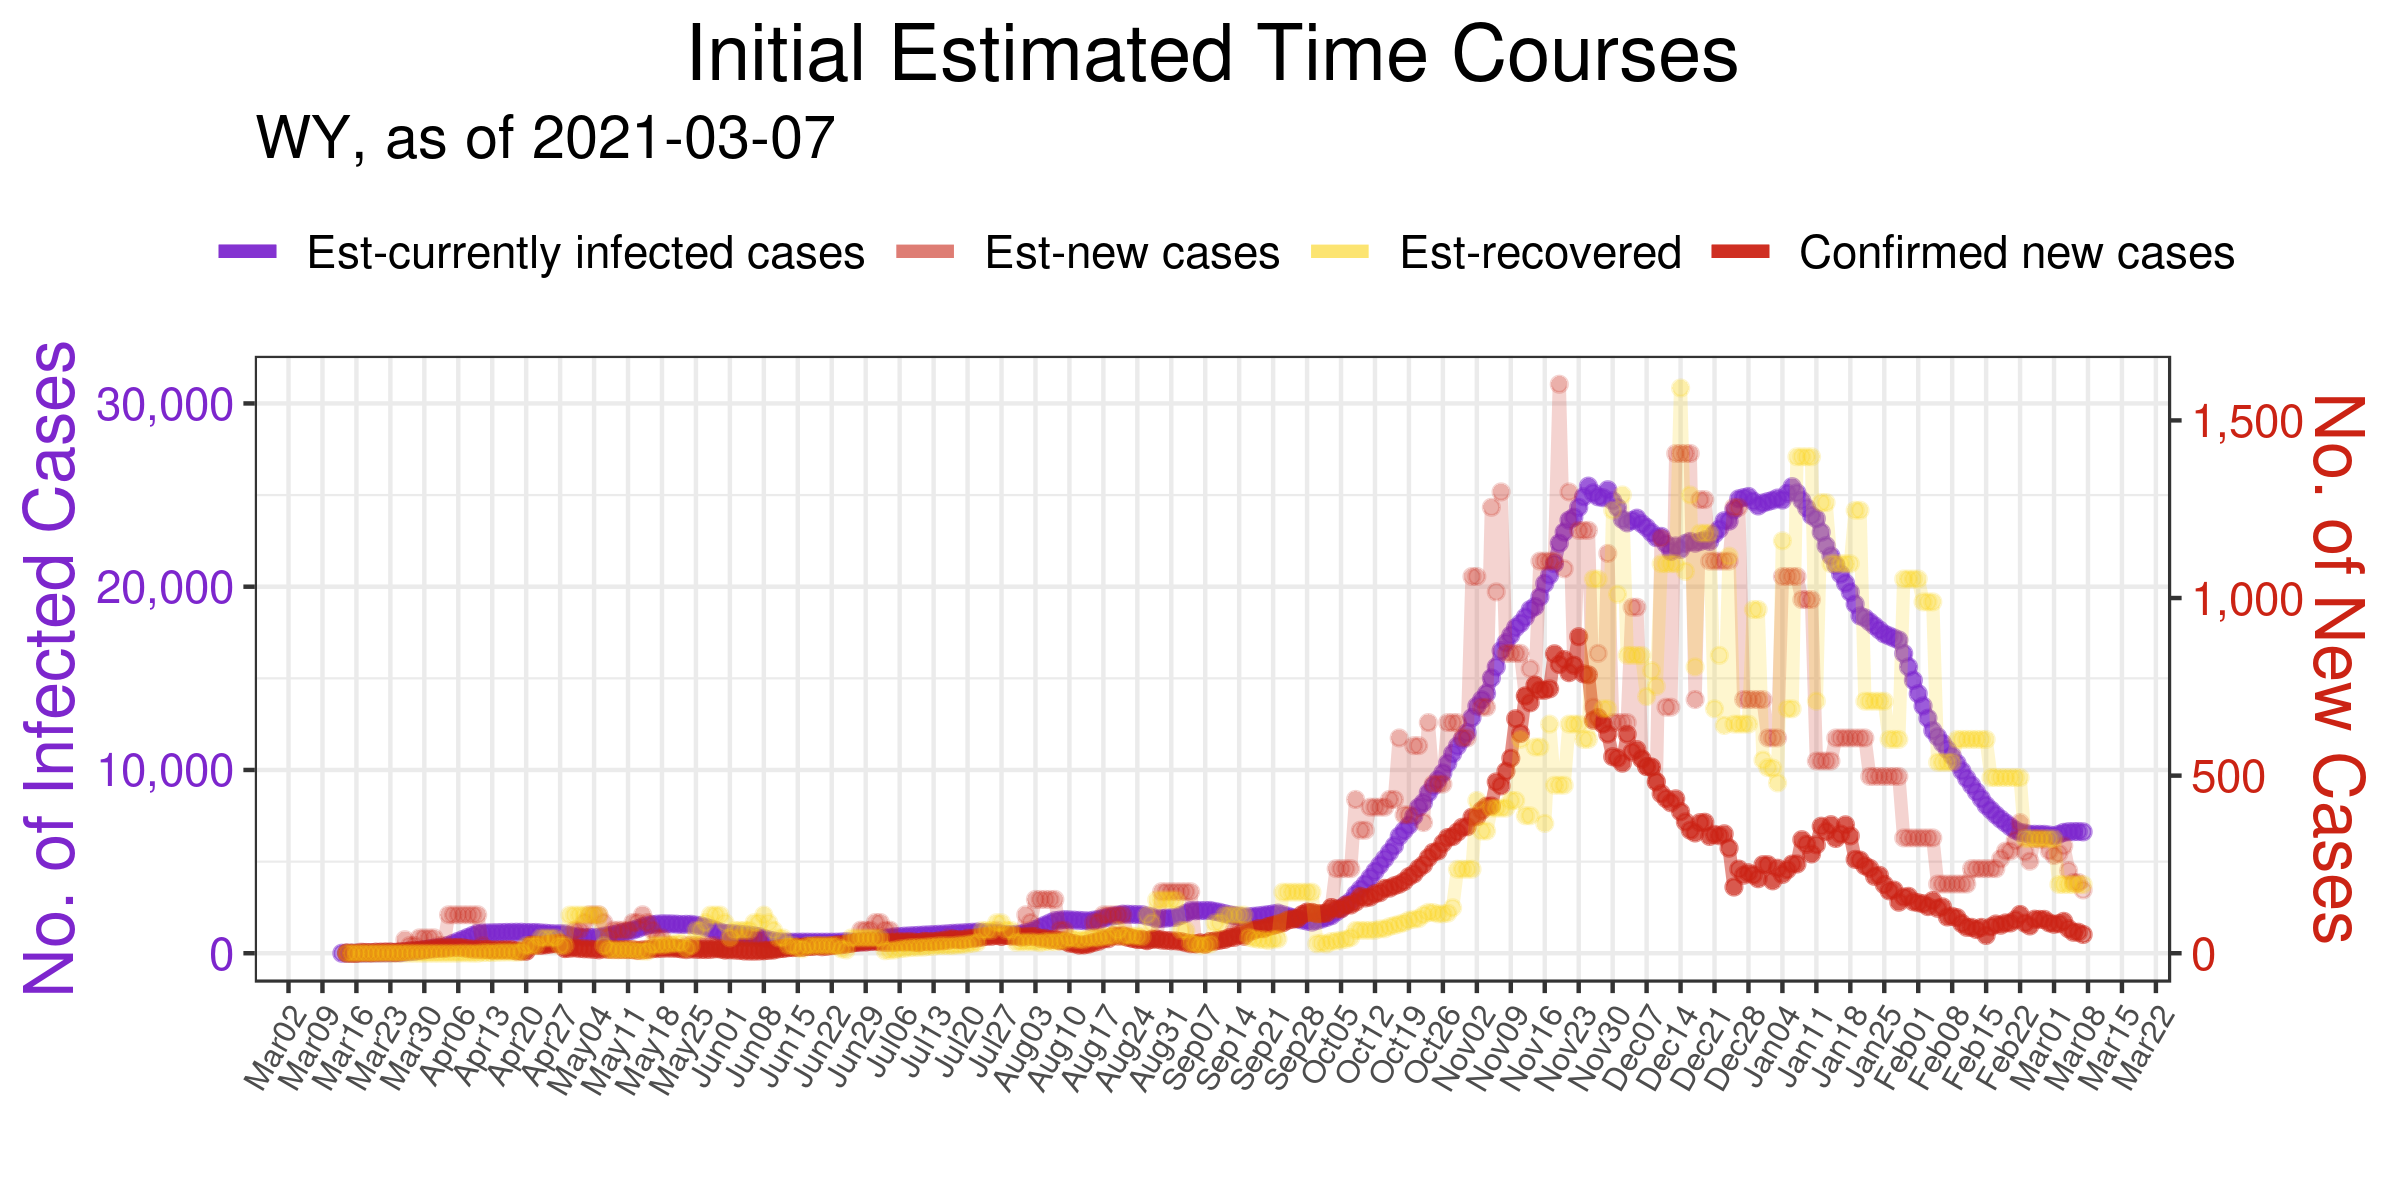 Initial Estimated Time Courses
WY, as of 2021-03-07
Est-currently infected cases Est-new cases Est-recovered Confirmed new cases
No. of Infected Cases
30,000
20,000
10,000
0
1,500
1,000
500
0
No. of New Cases
Mar02 Mar09 Mar16 Mar23 Mar30 Apr06 Apr13 Apr20 Apr27 May04 May11 May18 May25 Jun01 Jun08 Jun15 Jun22 Jun29 Jul06 Jul13 Jul20 Jul27 Aug03 Aug10 Aug17 Aug24 Aug31 Sep07 Sep14 Sep21 Sep28 Oct05 Oct12 Oct19 Oct26 Nov02 Nov09 Nov16 Nov23 Nov30 Dec07 Dec14 Dec21 Dec28 Jan04 Jan11 Jan18 Jan25 Feb01 Feb08 Feb15 Feb22 Mar01 Mar08 Mar15 Mar22